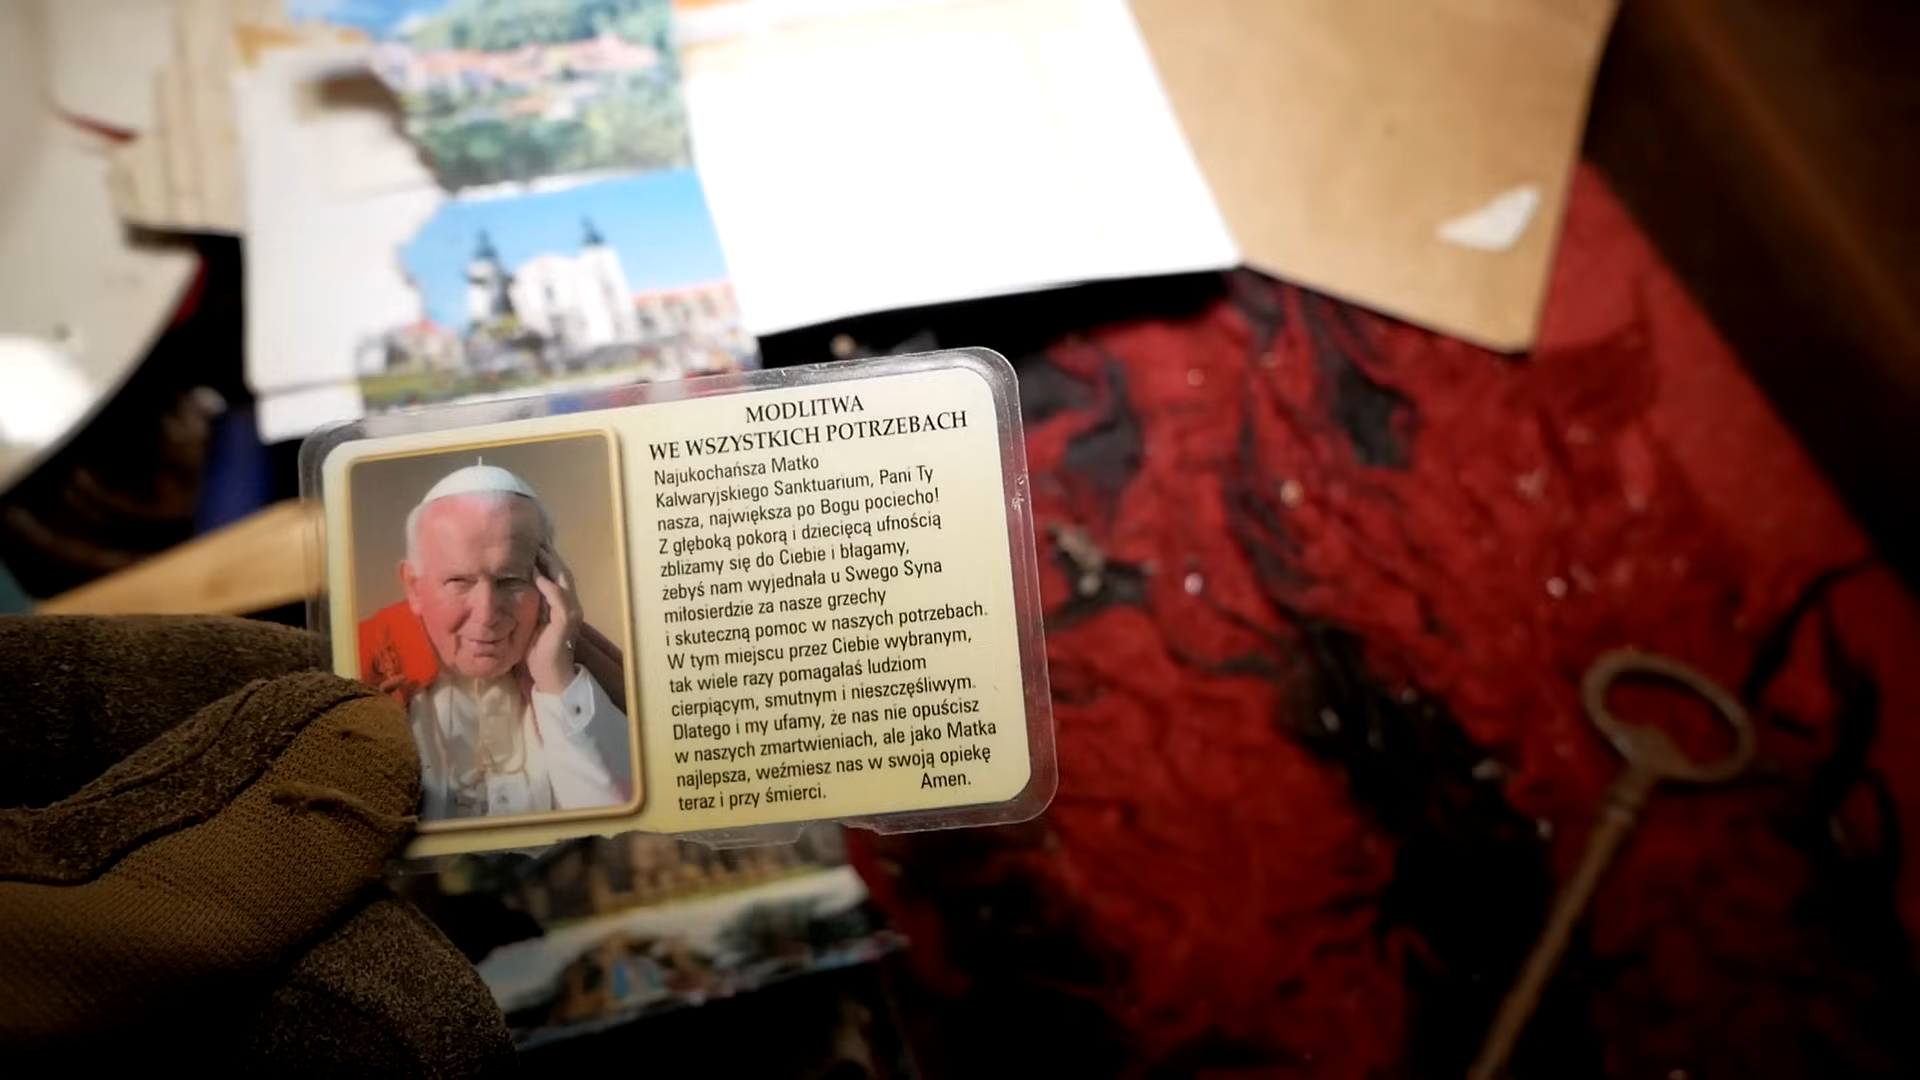 MODLITWA
WE WSZYSTKICH POTRZEBACH
Najukochańsza Matko
Kalwaryjskiego Sanktuarium, Pani Ty
nasza, największa po Bogu pociecho!
Z głęboką pokorą i dziecięcą ufnością
zbliżamy się do Ciebie i błagamy,
żebyś nam wyjednała u Swego Syna
miłosierdzie za nasze grzechy
i skuteczną pomoc w naszych potrzebach.
W tym miejscu przez Ciebie wybranym,
tak wiele razy pomagałaś ludziom
cierpiącym, smutnym i nieszczęśliwym.
Dlatego i my ufamy, że nas nie opuścisz
w naszych zmartwieniach, ale jako Matka
najlepsza, weźmiesz nas w swoją opiekę
teraz i przy śmierci. Amen.